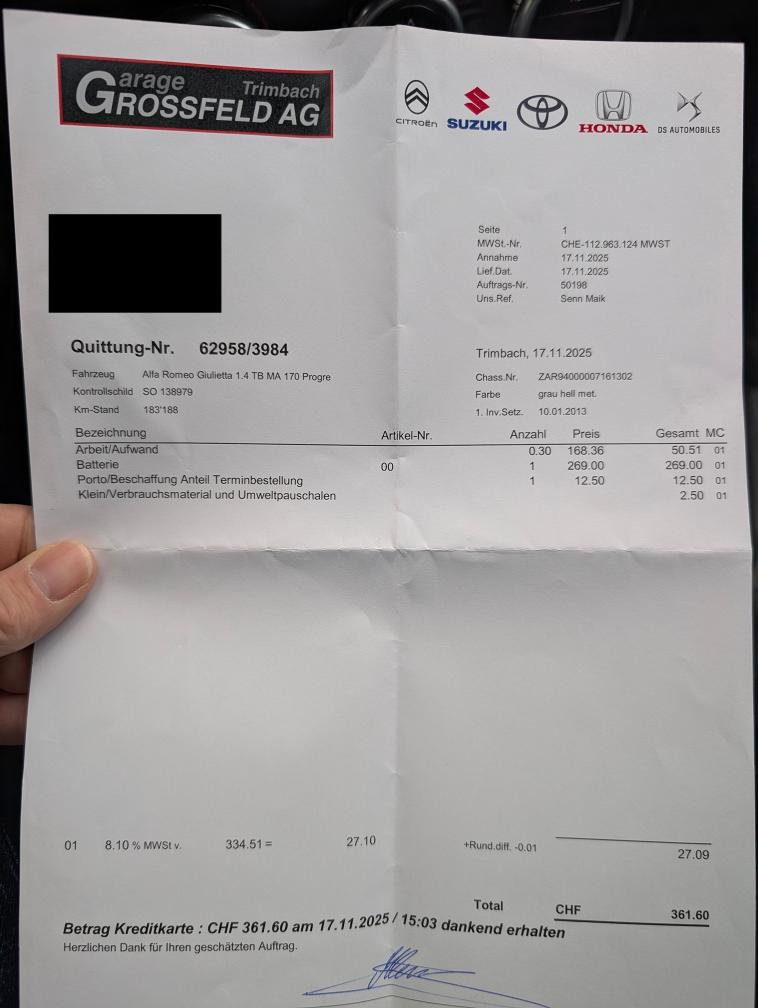 Garage Trimbach
GROSSFELD AG
CITROËN SUZUKI HONDA DS AUTOMOBILES
Seite 1
MWSt.-Nr. CHE-112.963.124 MWST
Annahme 17.11.2025
Lief.Dat. 17.11.2025
Auftrags-Nr. 50198
Uns.Ref. Senn Maik
Quittung-Nr. 62958/3984
Trimbach, 17.11.2025
Fahrzeug Alfa Romeo Giulietta 1.4 TB MA 170 Progre
Chass.Nr. ZAR94000007161302
Kontrollschild SO 138979
Farbe grau hell met.
Km-Stand 183'188
1. Inv.Setz. 10.01.2013
Bezeichnung Artikel-Nr. Anzahl Preis Gesamt MC
Arbeit/Aufwand 0.30 168.36 50.51 01
Batterie 00 1 269.00 269.00 01
Porto/Beschaffung Anteil Terminbestellung 1 12.50 12.50 01
Klein/Verbrauchsmaterial und Umweltpauschalen 2.50 01
01 8.10 % MWSt v. 334.51 = 27.10 +Rund.diff. -0.01 27.09
Total CHF 361.60
Betrag Kreditkarte : CHF 361.60 am 17.11.2025 / 15:03 dankend erhalten
Herzlichen Dank für Ihren geschätzten Auftrag.